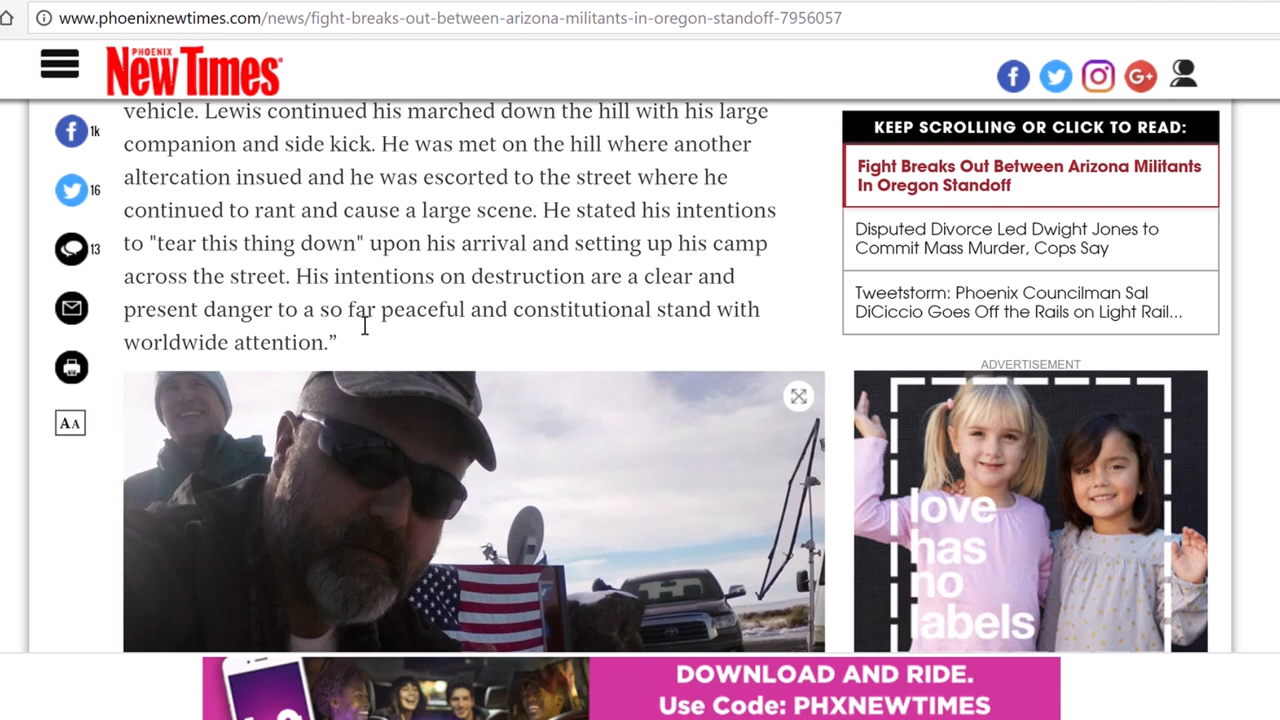 www.phoenixnewtimes.com/news/fight-breaks-out-between-arizona-militants-in-oregon-standoff-7956057
PHOENIX
New Times
vehicle. Lewis continued his marched down the hill with his large
companion and side kick. He was met on the hill where another
altercation insued and he was escorted to the street where he
continued to rant and cause a large scene. He stated his intentions
to "tear this thing down" upon his arrival and setting up his camp
across the street. His intentions on destruction are a clear and
present danger to a so far peaceful and constitutional stand with
worldwide attention.”
1k
16
13
AA
KEEP SCROLLING OR CLICK TO READ:
Fight Breaks Out Between Arizona Militants
In Oregon Standoff
Disputed Divorce Led Dwight Jones to
Commit Mass Murder, Cops Say
Tweetstorm: Phoenix Councilman Sal
DiCiccio Goes Off the Rails on Light Rail...
ADVERTISEMENT
love
has
no
labels
DOWNLOAD AND RIDE.
Use Code: PHXNEWTIMES